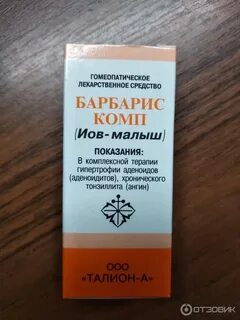 ГОМЕОПАТИЧЕСКОЕ
ЛЕКАРСТВЕННОЕ СРЕДСТВО
БАРБАРИС
КОМП
(Иов-малыш)
ПОКАЗАНИЯ:
В комплексной терапии
гипертрофии аденоидов
(аденоидитов), хронического
тонзиллита (ангин)
ООО
«ТАЛИОН-А»
ОТЗОВИК